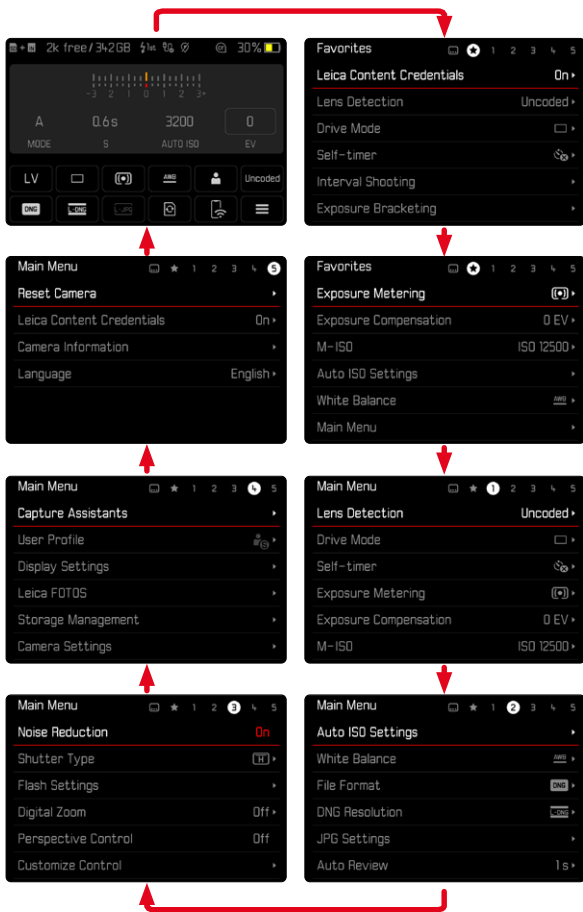 2k free/342GB 1st 30%
-3 2 1 0 1 2 3+
A 0.6s 3200 0
MODE S AUTO ISO EV
LV AWB Uncoded
DNG L-DNG L-JPG
Favorites 1 2 3 4 5
Leica Content Credentials On
Lens Detection Uncoded
Drive Mode
Self-timer
Interval Shooting
Exposure Bracketing
Favorites 1 2 3 4 5
Exposure Metering
Exposure Compensation 0 EV
M-ISO ISO 12500
Auto ISO Settings
White Balance AWB
Main Menu
Main Menu 1 2 3 4 5
Lens Detection Uncoded
Drive Mode
Self-timer
Exposure Metering
Exposure Compensation 0 EV
M-ISO ISO 12500
Main Menu 1 2 3 4 5
Auto ISO Settings
White Balance AWB
File Format DNG
DNG Resolution L-DNG
JPG Settings
Auto Review 1s
Main Menu 1 2 3 4 5
Noise Reduction On
Shutter Type H
Flash Settings
Digital Zoom Off
Perspective Control Off
Customize Control
Main Menu 1 2 3 4 5
Capture Assistants
User Profile
Display Settings
Leica FOTOS
Storage Management
Camera Settings
Main Menu 1 2 3 4 5
Reset Camera
Leica Content Credentials On
Camera Information
Language English